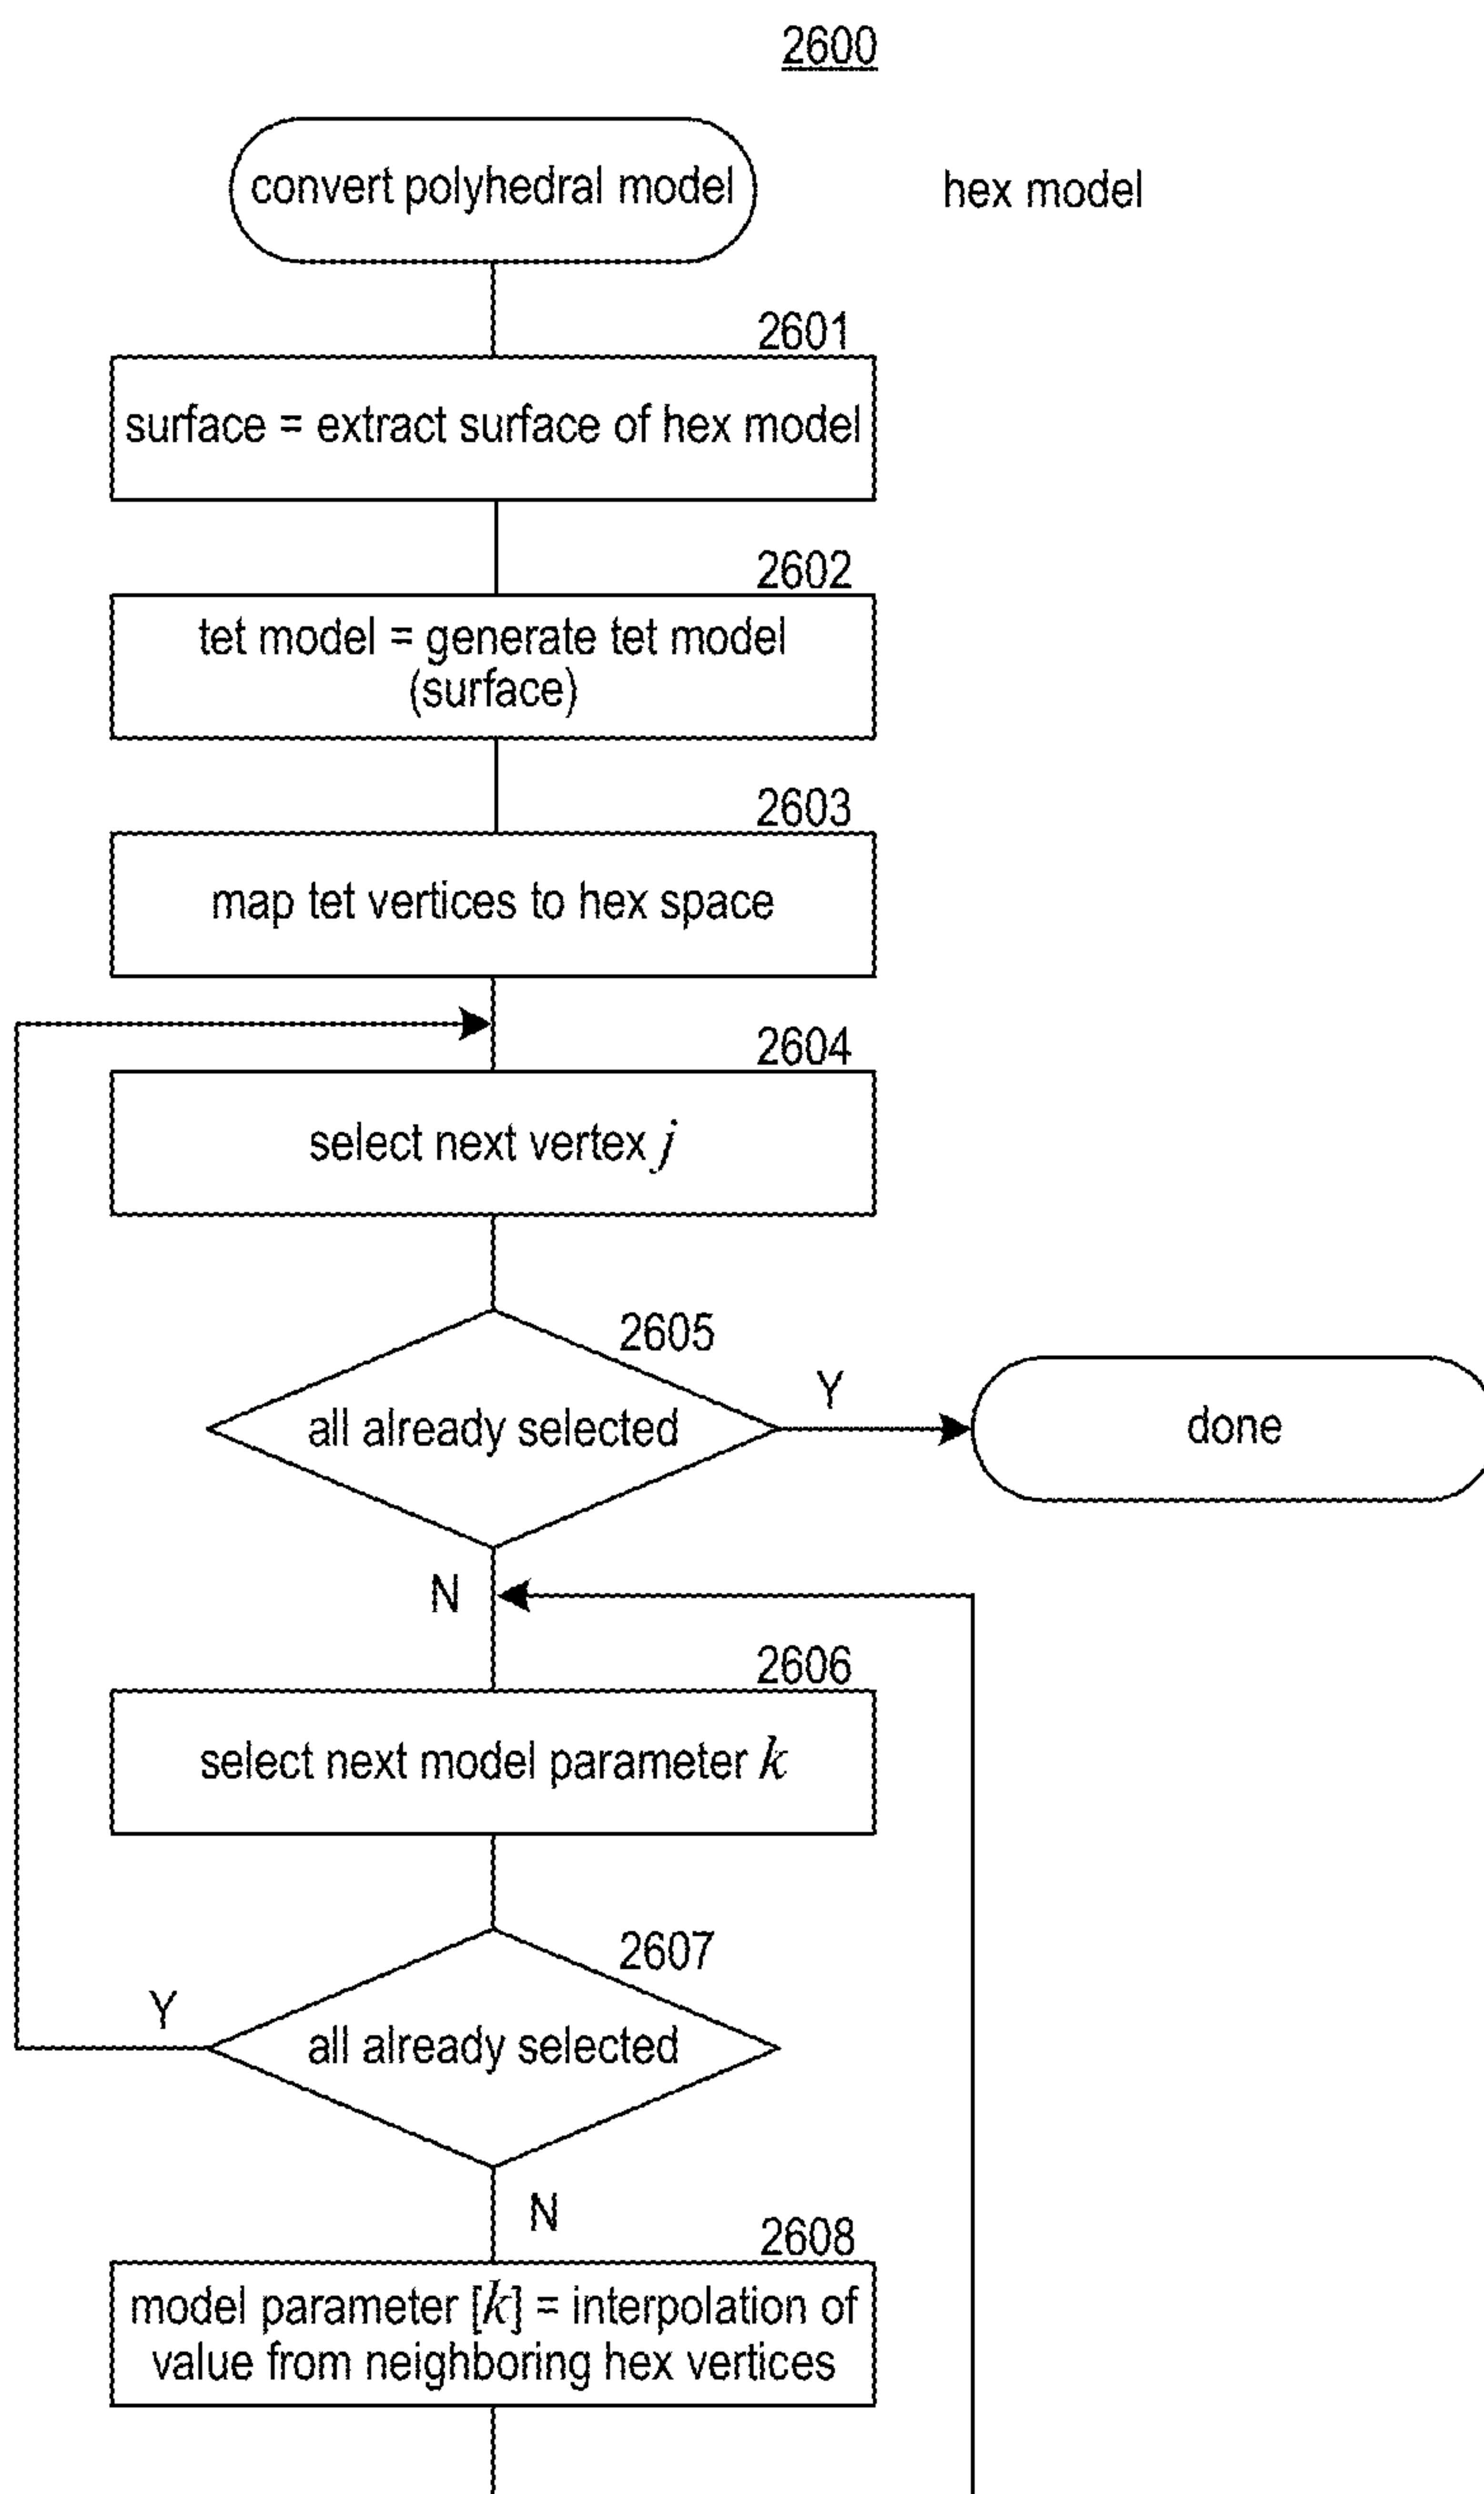 2600
convert polyhedral model
hex model
2601
surface = extract surface of hex model
2602
tet model = generate tet model
(surface)
2603
map tet vertices to hex space
2604
select next vertex j
2605
all already selected
Y
done
N
2606
select next model parameter k
2607
all already selected
Y
N
2608
model parameter [k] = interpolation of
value from neighboring hex vertices